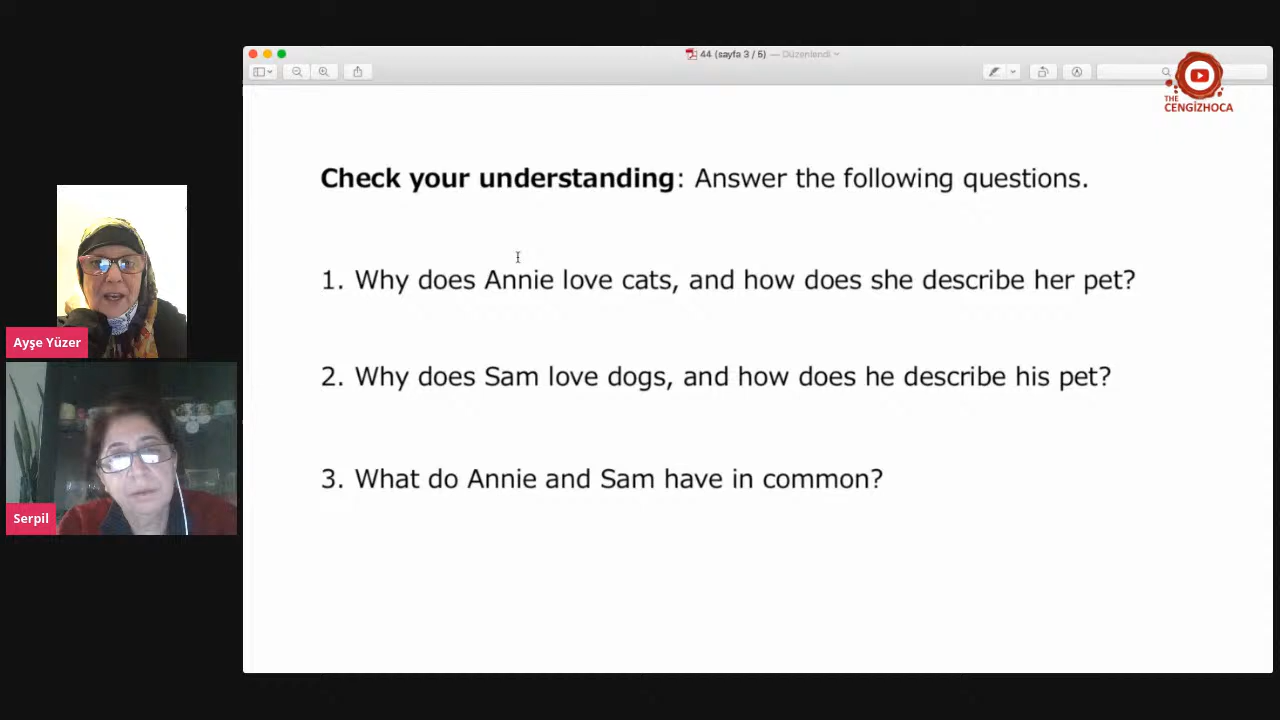 44 (sayfa 3 / 5) — Düzenlendi
THE
CENGİZHOCA
Check your understanding: Answer the following questions.
1. Why does Annie love cats, and how does she describe her pet?
Ayşe Yüzer
2. Why does Sam love dogs, and how does he describe his pet?
3. What do Annie and Sam have in common?
Serpil